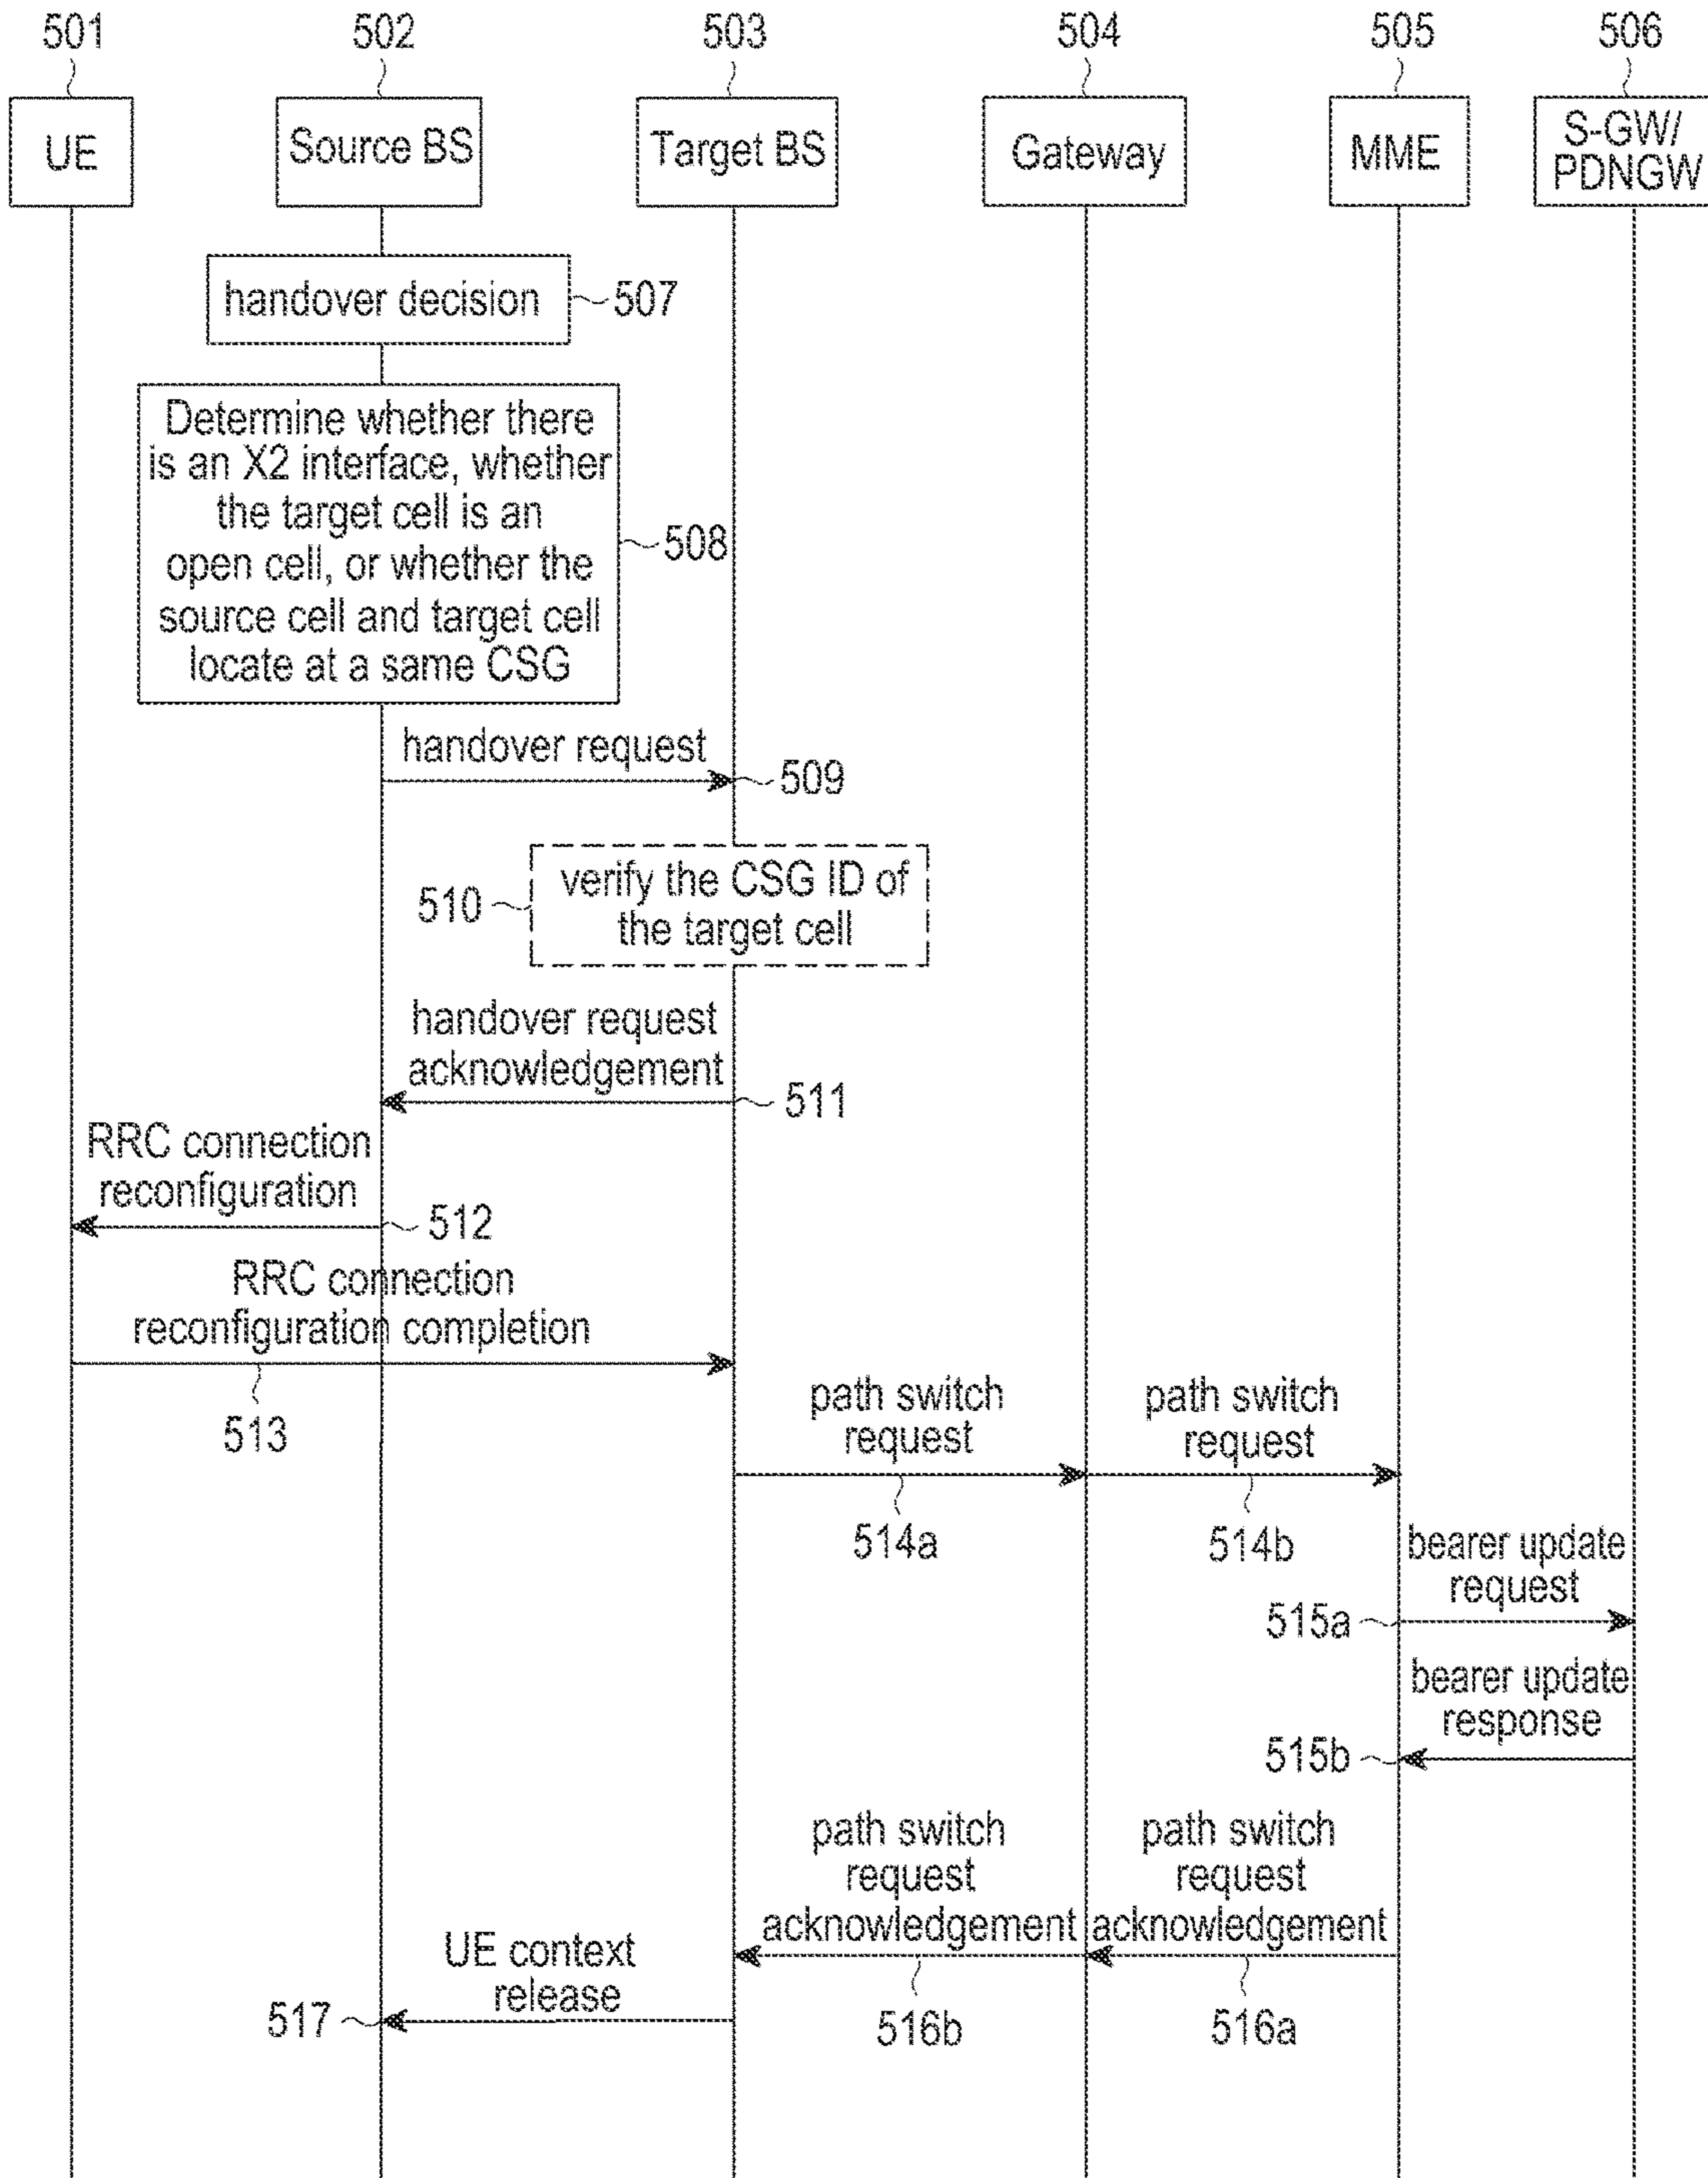 501
502
503
504
505
506
UE
Source BS
Target BS
Gateway
MME
S-GW/
PDNGW
handover decision
507
Determine whether there
is an X2 interface, whether
the target cell is an
open cell, or whether the
source cell and target cell
locate at a same CSG
508
handover request
509
verify the CSG ID of
the target cell
510
handover request
acknowledgement
511
RRC connection
reconfiguration
512
RRC connection
reconfiguration completion
513
path switch
request
514a
path switch
request
514b
bearer update
request
515a
bearer update
response
515b
path switch
request
acknowledgement
516b
path switch
request
acknowledgement
516a
UE context
release
517